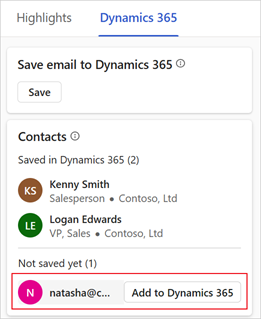 Highlights Dynamics 365
Save email to Dynamics 365
Save
Contacts
Saved in Dynamics 365 (2)
KS Kenny Smith
Salesperson • Contoso, Ltd
LE Logan Edwards
VP, Sales • Contoso, Ltd
Not saved yet (1)
N natasha@c... Add to Dynamics 365